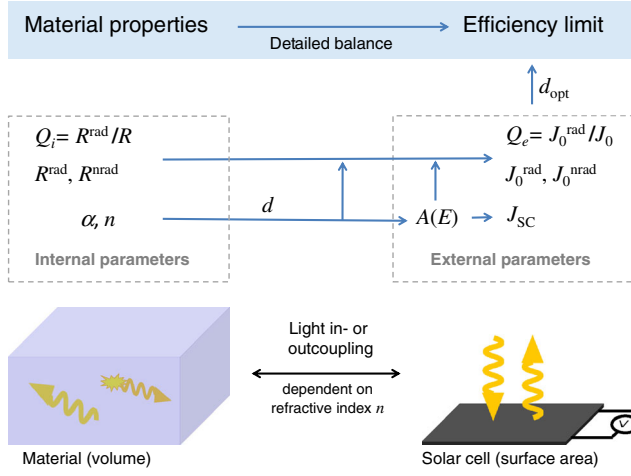 Material properties
Efficiency limit
Detailed balance
d_opt
Q_i = R^rad/R
R^rad, R^nrad
α, n
Internal parameters
d
Q_e = J_0^rad/J_0
J_0^rad, J_0^nrad
A(E)
J_SC
External parameters
Light in- or
outcoupling
dependent on
refractive index n
V
Material (volume)
Solar cell (surface area)